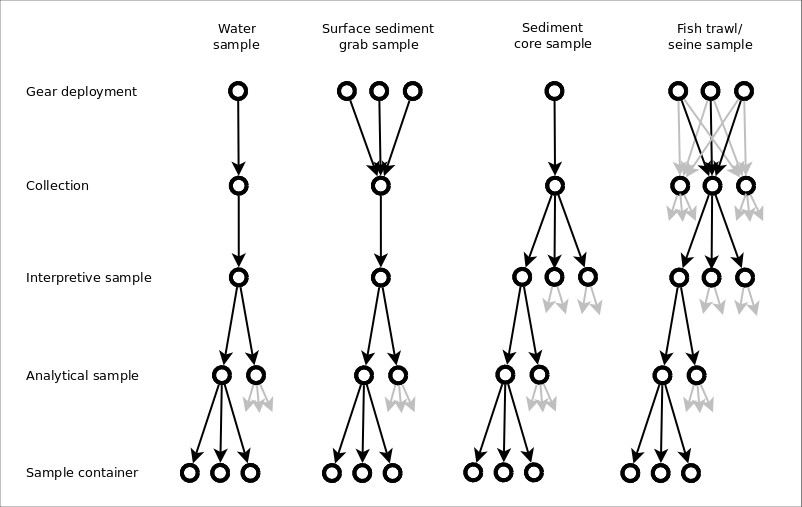 Water
sample
Surface sediment
grab sample
Sediment
core sample
Fish trawl/
seine sample
Gear deployment
Collection
Interpretive sample
Analytical sample
Sample container